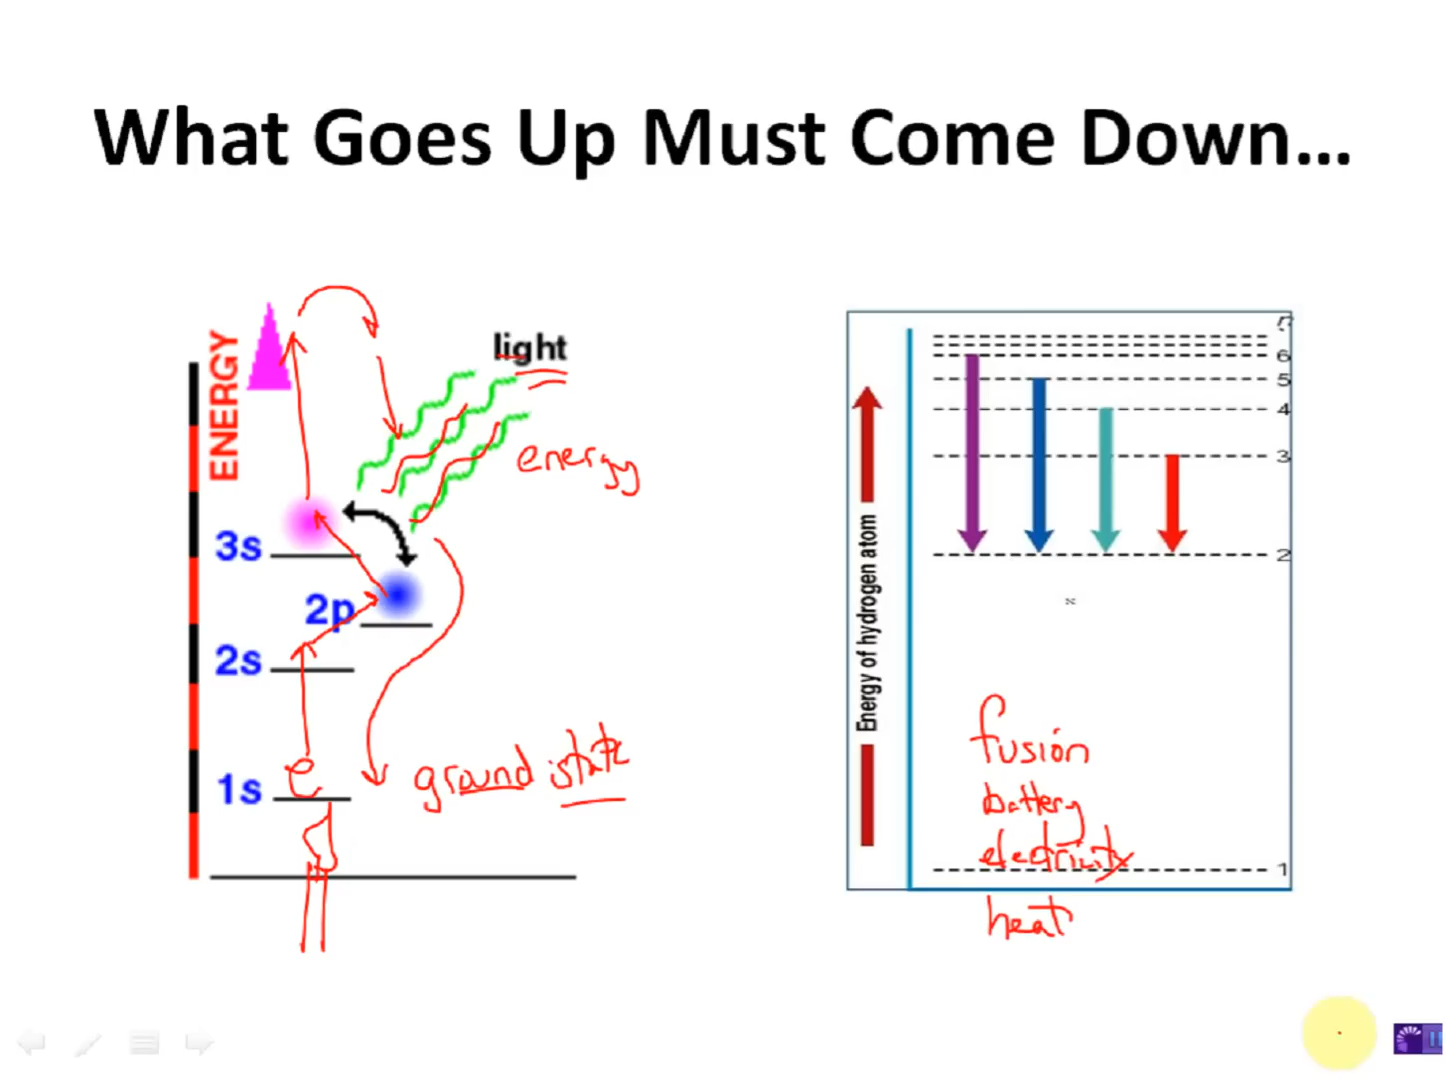 What Goes Up Must Come Down...
light
energy
ENERGY
3s
2p
2s
1s
e
ground state
7
6
5
4
3
2
1
Energy of hydrogen atom
fusion
battery
electricity
heat